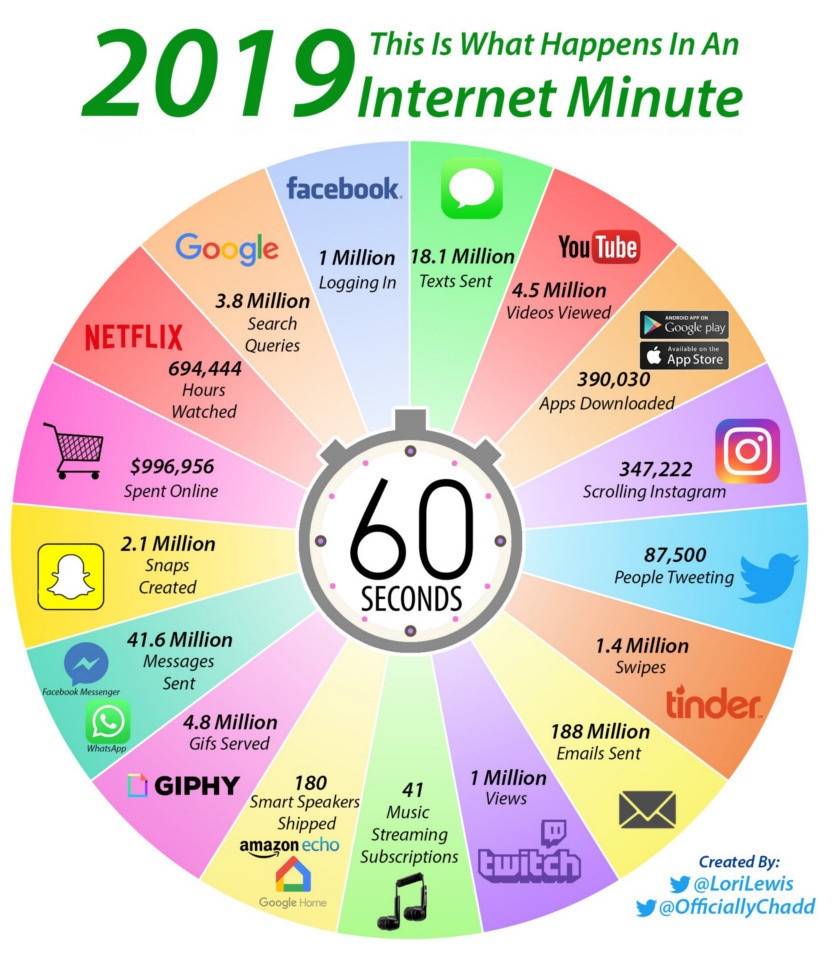 2019
This Is What Happens In An
Internet Minute
facebook
1 Million
Logging In
18.1 Million
Texts Sent
YouTube
4.5 Million
Videos Viewed
ANDROID APP ON
Google play
Available on the
App Store
390,030
Apps Downloaded
347,222
Scrolling Instagram
87,500
People Tweeting
1.4 Million
Swipes
tinder
188 Million
Emails Sent
1 Million
Views
twitch
41
Music
Streaming
Subscriptions
180
Smart Speakers
Shipped
amazon echo
Google Home
4.8 Million
Gifs Served
GIPHY
41.6 Million
Messages
Sent
Facebook Messenger
WhatsApp
2.1 Million
Snaps
Created
$996,956
Spent Online
NETFLIX
694,444
Hours
Watched
Google
3.8 Million
Search
Queries
60
SECONDS
Created By:
@LoriLewis
@OfficiallyChadd